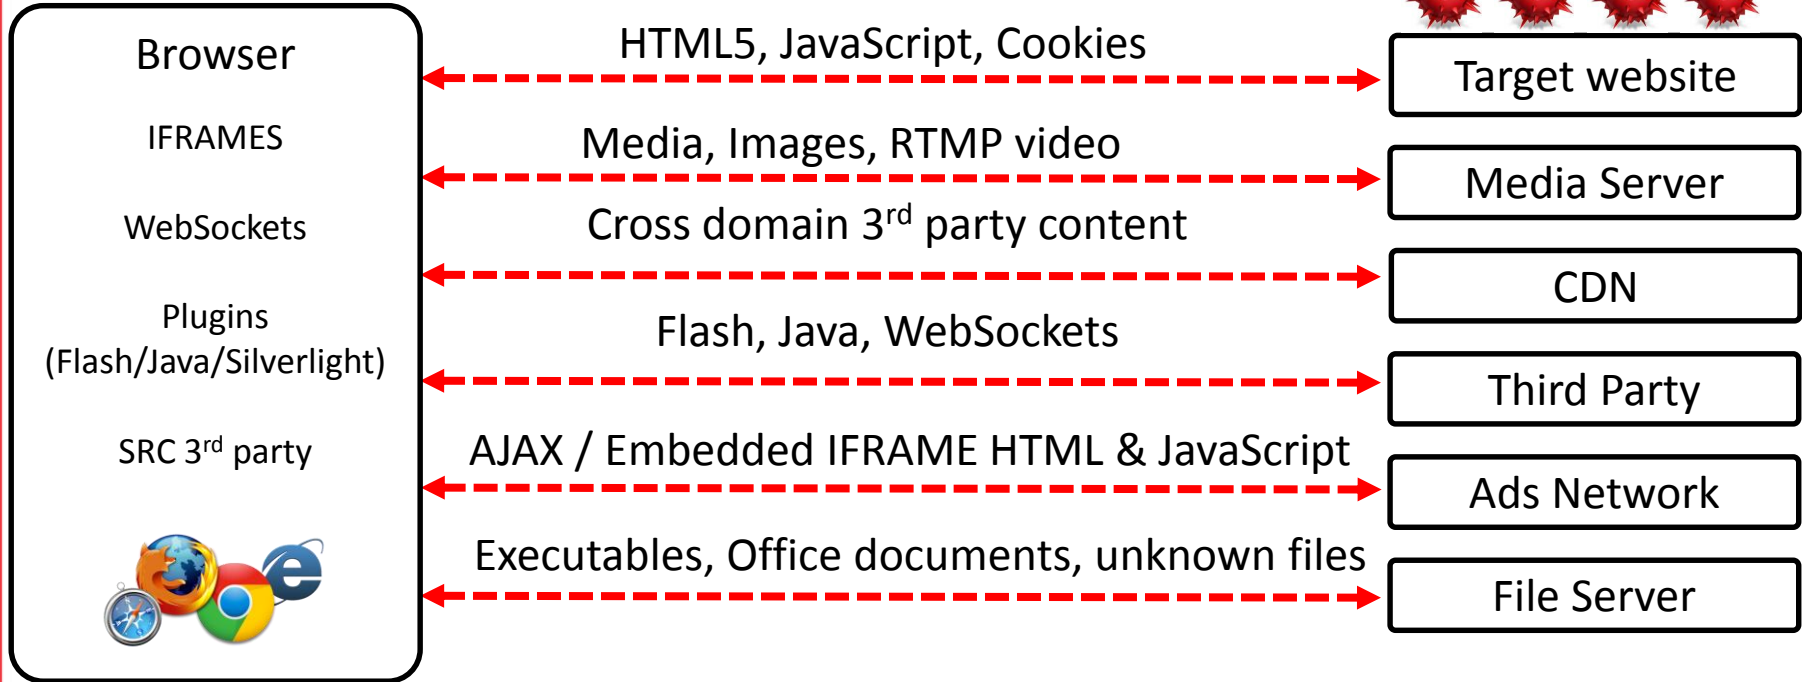 Browser
IFRAMES
WebSockets
Plugins
(Flash/Java/Silverlight)
SRC 3rd party
HTML5, JavaScript, Cookies
Media, Images, RTMP video
Cross domain 3rd party content
Flash, Java, WebSockets
AJAX / Embedded IFRAME HTML & JavaScript
Executables, Office documents, unknown files
Target website
Media Server
CDN
Third Party
Ads Network
File Server